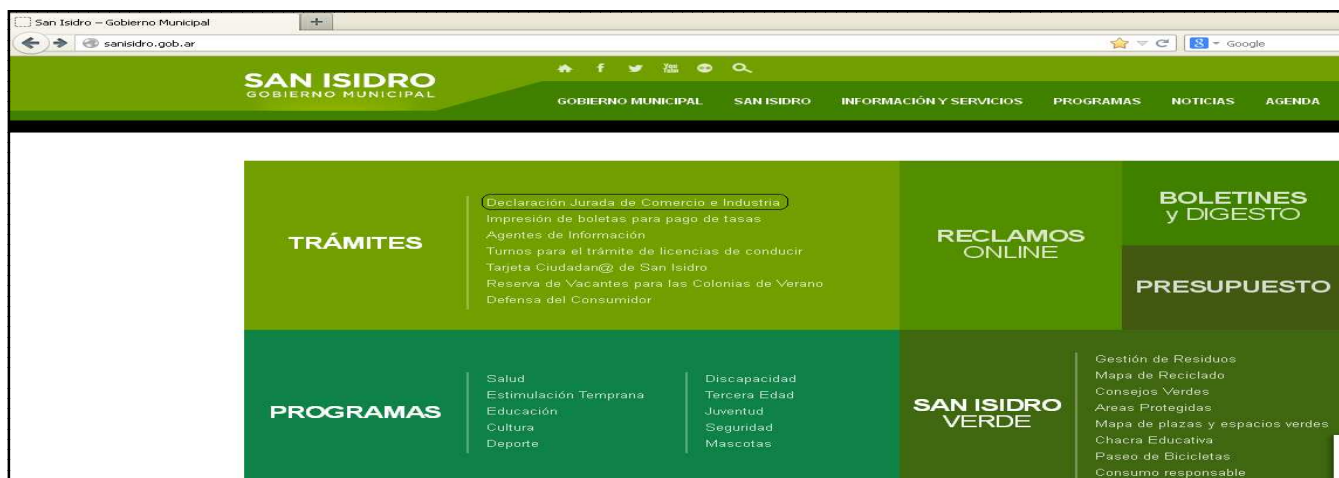 San Isidro – Gobierno Municipal
sanisidro.gob.ar
Google
SAN ISIDRO
GOBIERNO MUNICIPAL
You Tube
GOBIERNO MUNICIPAL SAN ISIDRO INFORMACIÓN Y SERVICIOS PROGRAMAS NOTICIAS AGENDA
TRÁMITES
Declaración Jurada de Comercio e Industria
Impresión de boletas para pago de tasas
Agentes de Información
Turnos para el trámite de licencias de conducir
Tarjeta Ciudadan@ de San Isidro
Reserva de Vacantes para las Colonias de Verano
Defensa del Consumidor
RECLAMOS
ONLINE
BOLETINES
y DIGESTO
PRESUPUESTO
PROGRAMAS
Salud
Estimulación Temprana
Educación
Cultura
Deporte
Discapacidad
Tercera Edad
Juventud
Seguridad
Mascotas
SAN ISIDRO
VERDE
Gestión de Residuos
Mapa de Reciclado
Consejos Verdes
Areas Protegidas
Mapa de plazas y espacios verdes
Chacra Educativa
Paseo de Bicicletas
Consumo responsable